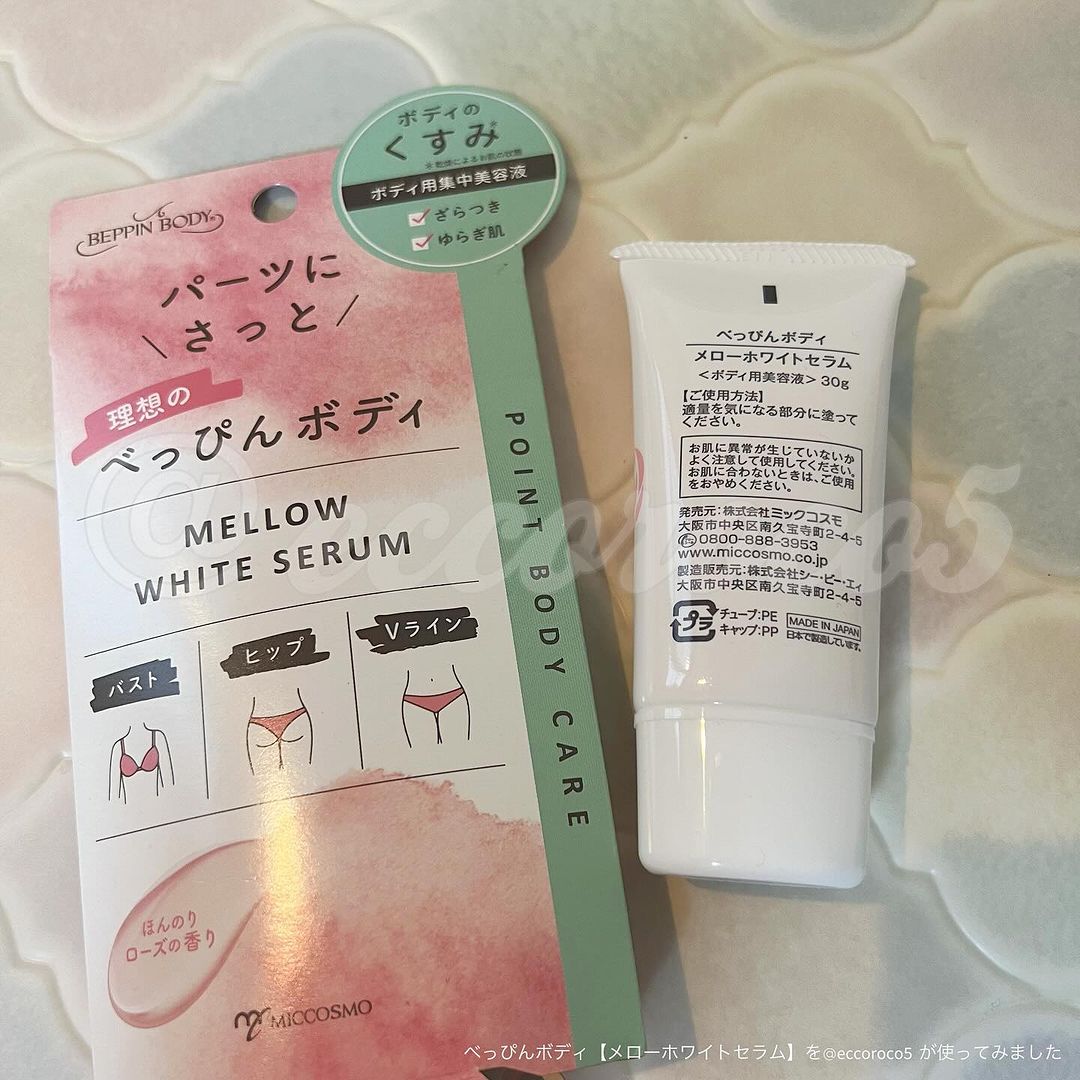 ボディの
くすみ※
※乾燥によるお肌の状態
ボディ用集中美容液
ざらつき
ゆらぎ肌
BEPPIN BODY®
パーツに
\ さっと /
理想の
べっぴんボディ
MELLOW
WHITE SERUM
バスト
ヒップ
Vライン
ほんのり
ローズの香り
MICCOSMO
POINT BODY CARE
べっぴんボディ
メローホワイトセラム
<ボディ用美容液> 30g
【ご使用方法】
適量を気になる部分に塗って
ください。
お肌に異常が生じていないか
よく注意して使用してください。
お肌に合わないときは、ご使用
をおやめください。
発売元:株式会社ミックコスモ
大阪市中央区南久宝寺町2-4-5
0800-888-3953
www.miccosmo.co.jp
製造販売元:株式会社シー・ビー・エィ
大阪市中央区南久宝寺町2-4-5
プラ
チューブ:PE
キャップ:PP
MADE IN JAPAN
日本で製造しています。
@eccoroco5
べっぴんボディ【メローホワイトセラム】を@eccoroco5 が使ってみました